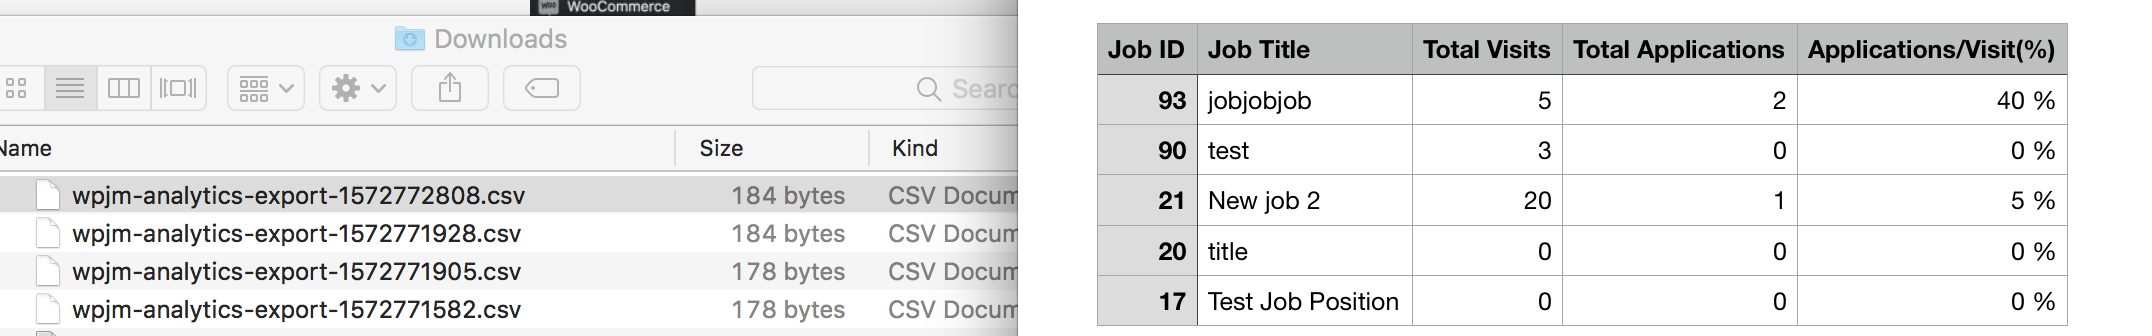 WooCommerce
Downloads
Searc
Name Size Kind
wpjm-analytics-export-1572772808.csv 184 bytes CSV Docum
wpjm-analytics-export-1572771928.csv 184 bytes CSV Docum
wpjm-analytics-export-1572771905.csv 178 bytes CSV Docum
wpjm-analytics-export-1572771582.csv 178 bytes CSV Docum
Job ID Job Title Total Visits Total Applications Applications/Visit(%)
93 jobjobjob 5 2 40 %
90 test 3 0 0 %
21 New job 2 20 1 5 %
20 title 0 0 0 %
17 Test Job Position 0 0 0 %